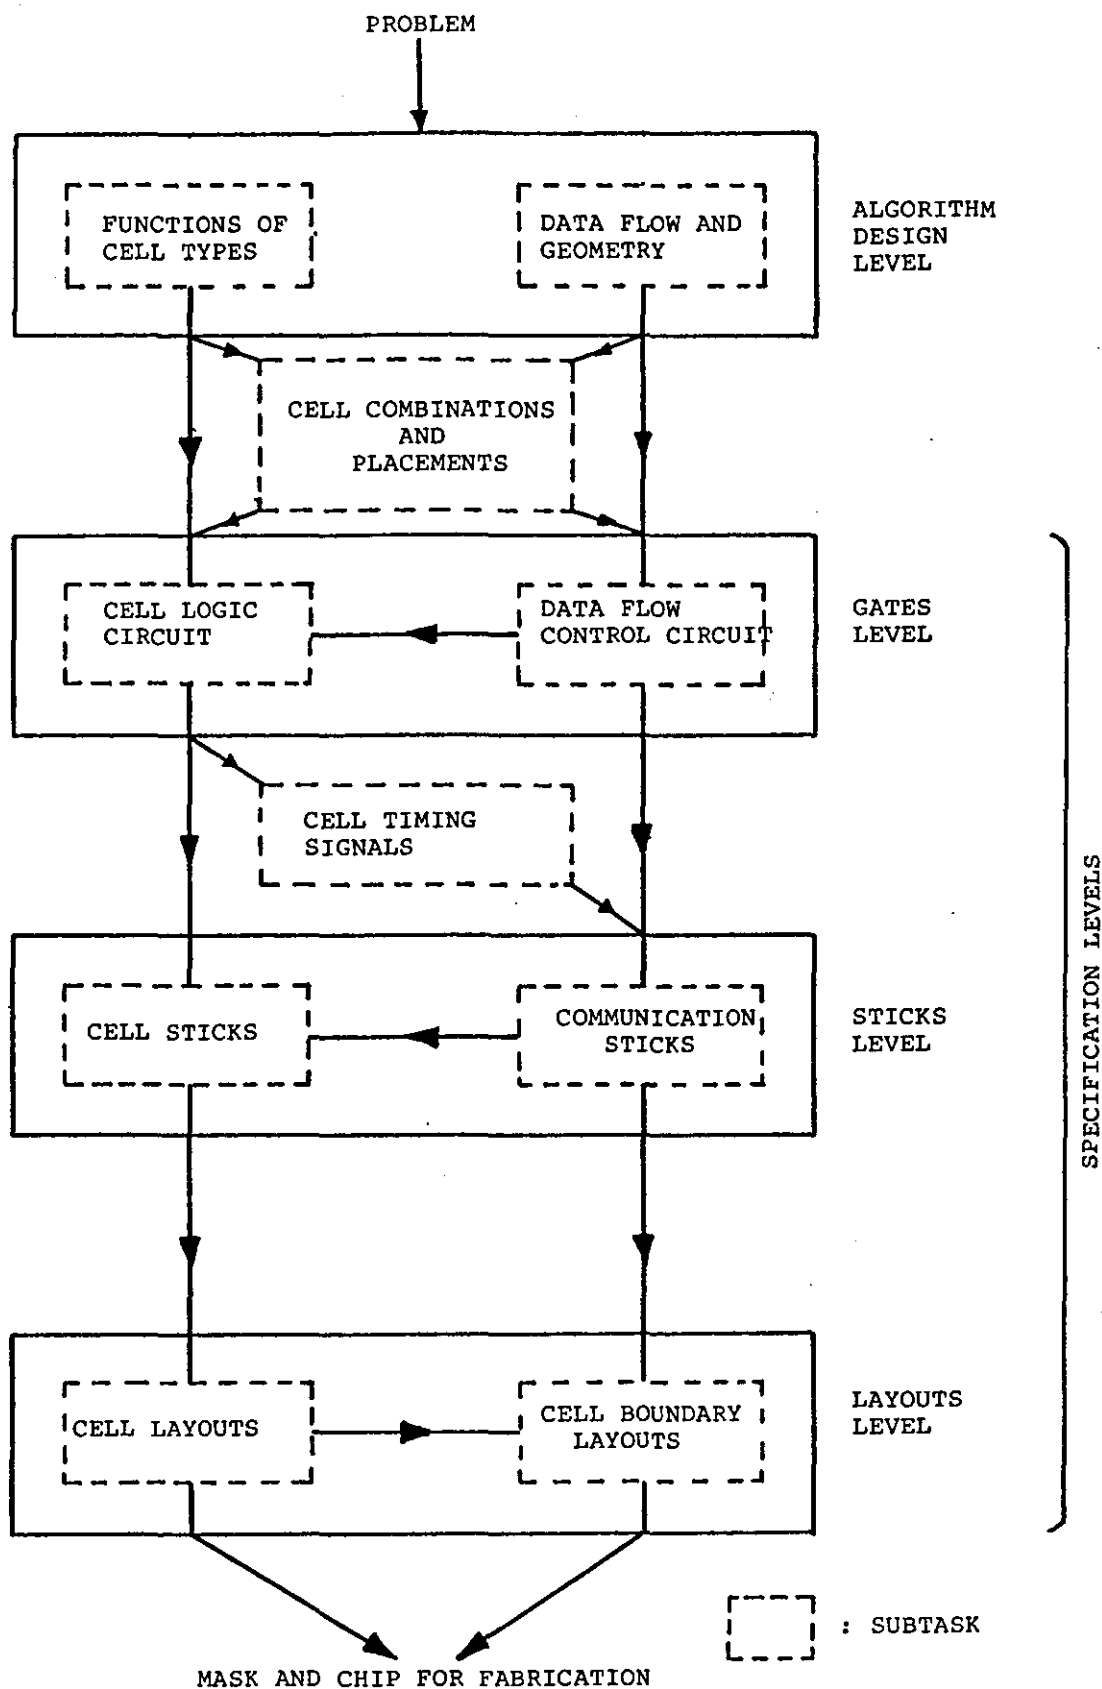 PROBLEM
FUNCTIONS OF
CELL TYPES
DATA FLOW AND
GEOMETRY
ALGORITHM
DESIGN
LEVEL
CELL COMBINATIONS
AND
PLACEMENTS
CELL LOGIC
CIRCUIT
DATA FLOW
CONTROL CIRCUIT
GATES
LEVEL
CELL TIMING
SIGNALS
CELL STICKS
COMMUNICATION
STICKS
STICKS
LEVEL
SPECIFICATION LEVELS
CELL LAYOUTS
CELL BOUNDARY
LAYOUTS
LAYOUTS
LEVEL
: SUBTASK
MASK AND CHIP FOR FABRICATION